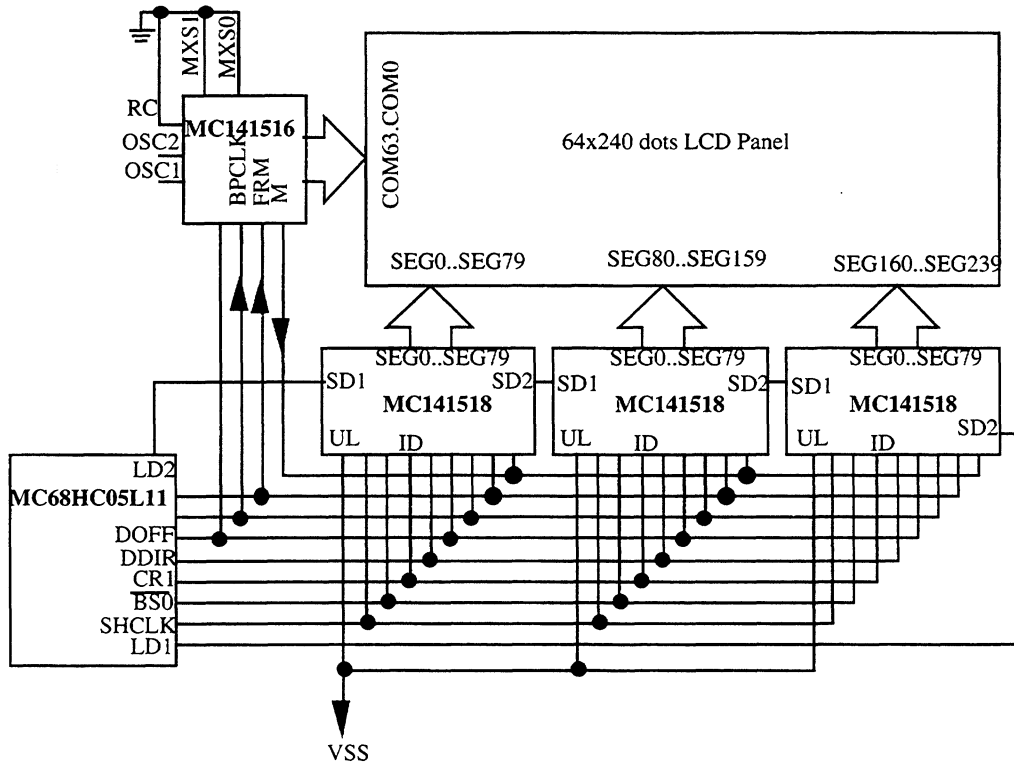 MXS1
MXS0
RC
OSC2
OSC1
MC141516
BPCLK
FRM
M
COM63.COM0
64x240 dots LCD Panel
SEG0..SEG79
SEG80..SEG159
SEG160..SEG239
SEG0..SEG79
SD1
SD2
MC141518
UL
ID
SEG0..SEG79
SD1
SD2
MC141518
UL
ID
SEG0..SEG79
SD1
MC141518
UL
ID
SD2
LD2
MC68HC05L11
DOFF
DDIR
CR1
BS0
SHCLK
LD1
VSS